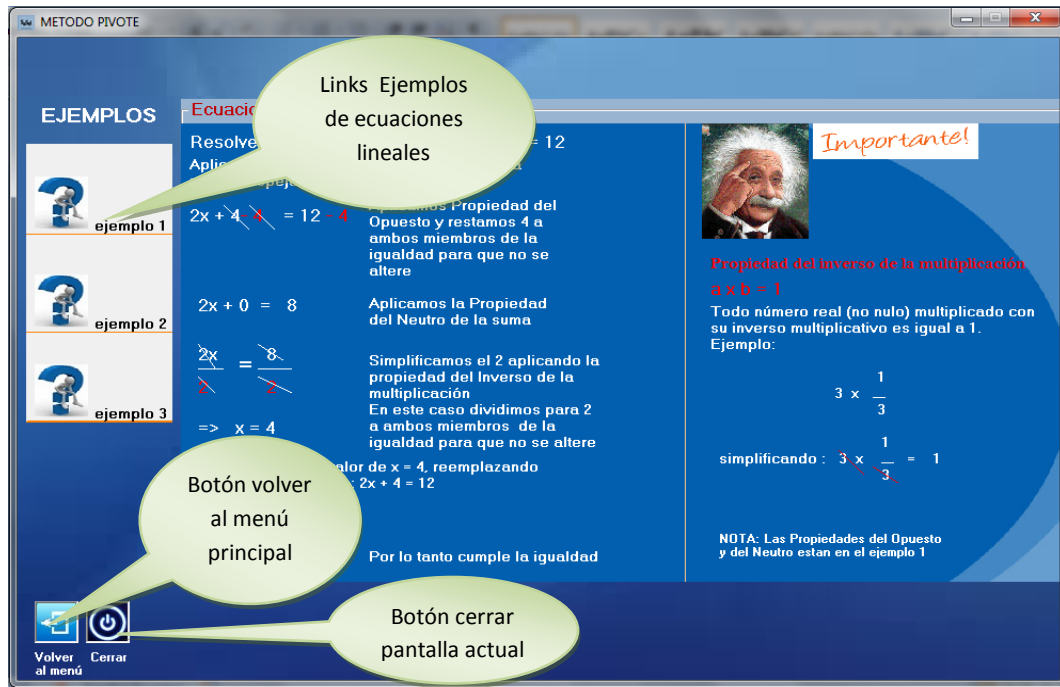 METODO PIVOTE
EJEMPLOS
ejemplo 1
ejemplo 2
ejemplo 3
Links Ejemplos
de ecuaciones
lineales
= 12
2x + 4 - 4 = 12 - 4
Propiedad del
Opuesto y restamos 4 a
ambos miembros de la
igualdad para que no se
altere
2x + 0 = 8
Aplicamos la Propiedad
del Neutro de la suma
2x = 8
2 2
Simplificamos el 2 aplicando la
propiedad del Inverso de la
multiplicación
En este caso dividimos para 2
a ambos miembros de la
igualdad para que no se altere
=> x = 4
de x = 4, reemplazando
: 2x + 4 = 12
Por lo tanto cumple la igualdad
Importante!
Propiedad del inverso de la multiplicación
a x b = 1
Todo número real (no nulo) multiplicado con
su inverso multiplicativo es igual a 1.
Ejemplo:
3 x 1
3
simplificando : 3 x 1 = 1
3
NOTA: Las Propiedades del Opuesto
y del Neutro estan en el ejemplo 1
Botón volver
al menú
principal
Botón cerrar
pantalla actual
Volver
al menú
Cerrar